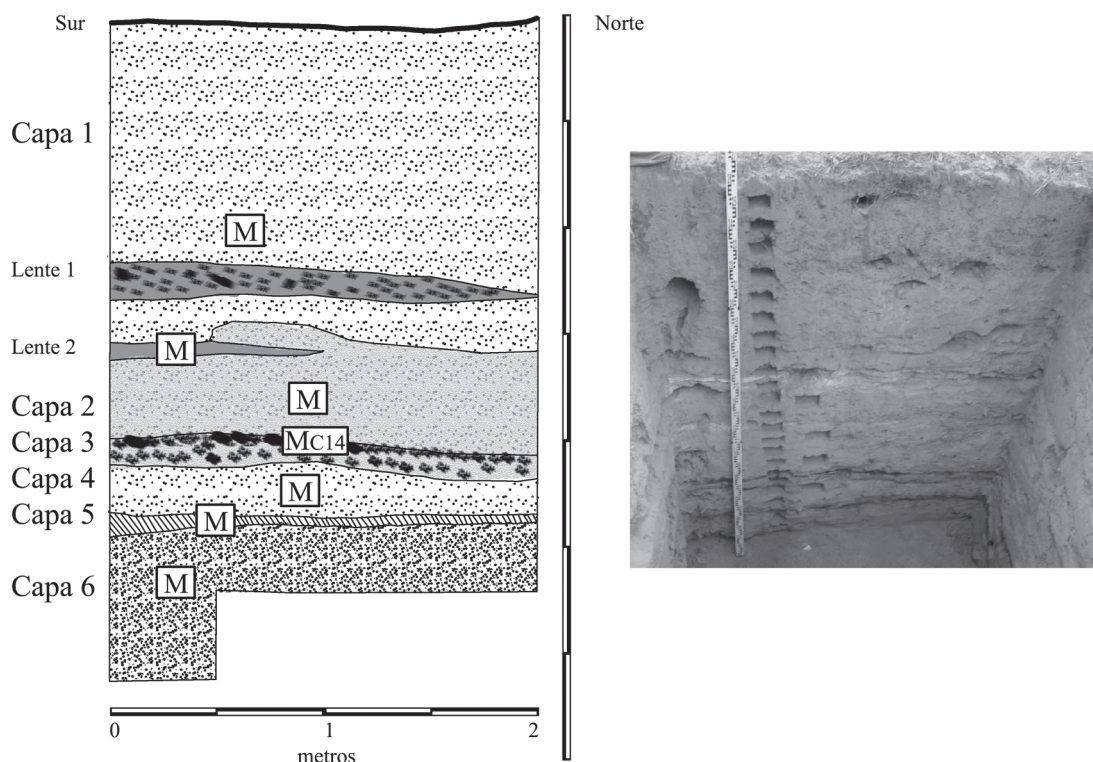 Sur
Norte
Capa 1
M
Lente 1
Lente 2
M
Capa 2
M
Capa 3
MC14
Capa 4
M
Capa 5
M
Capa 6
M
0 1 2
metros